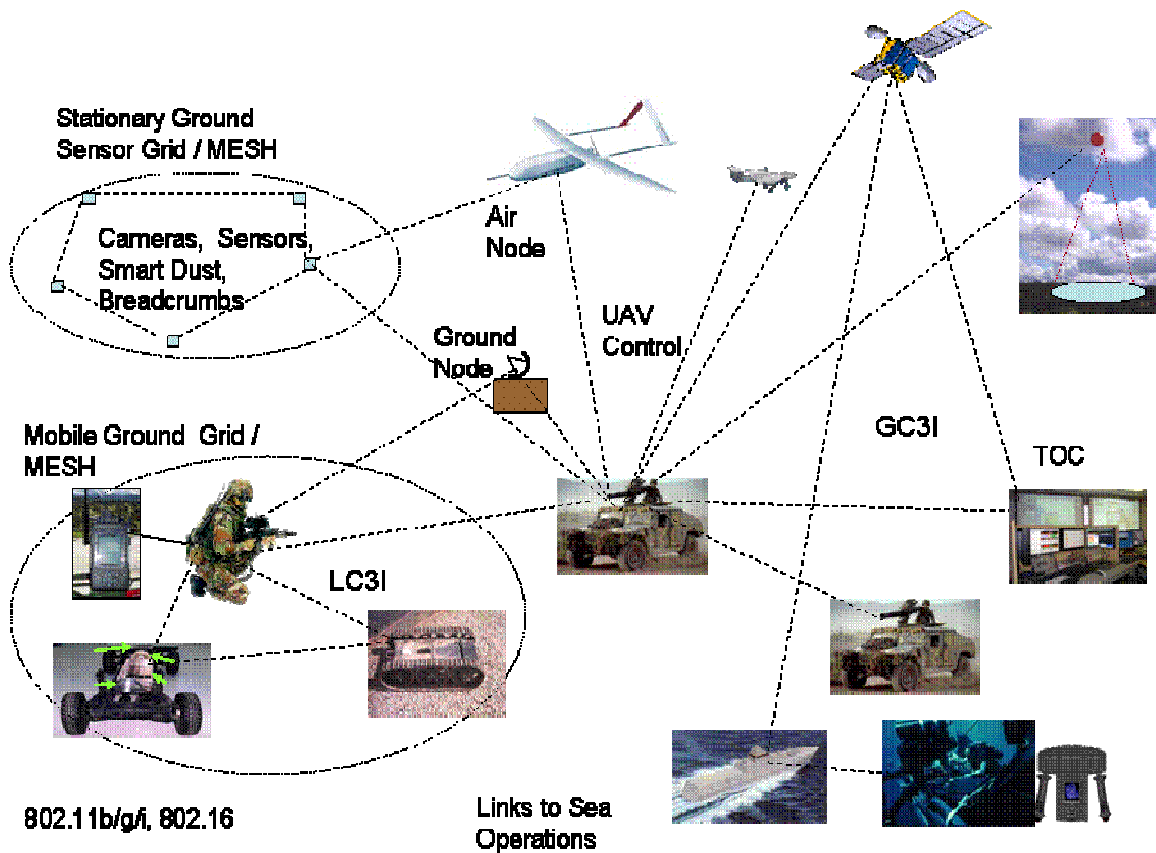 Stationary Ground
Sensor Grid / MESH
Cameras, Sensors,
Smart Dust,
Breadcrumbs
Air
Node
UAV
Control
Ground
Node
GC3I
TOC
Mobile Ground Grid /
MESH
LC3I
802.11b/g/i, 802.16
Links to Sea
Operations